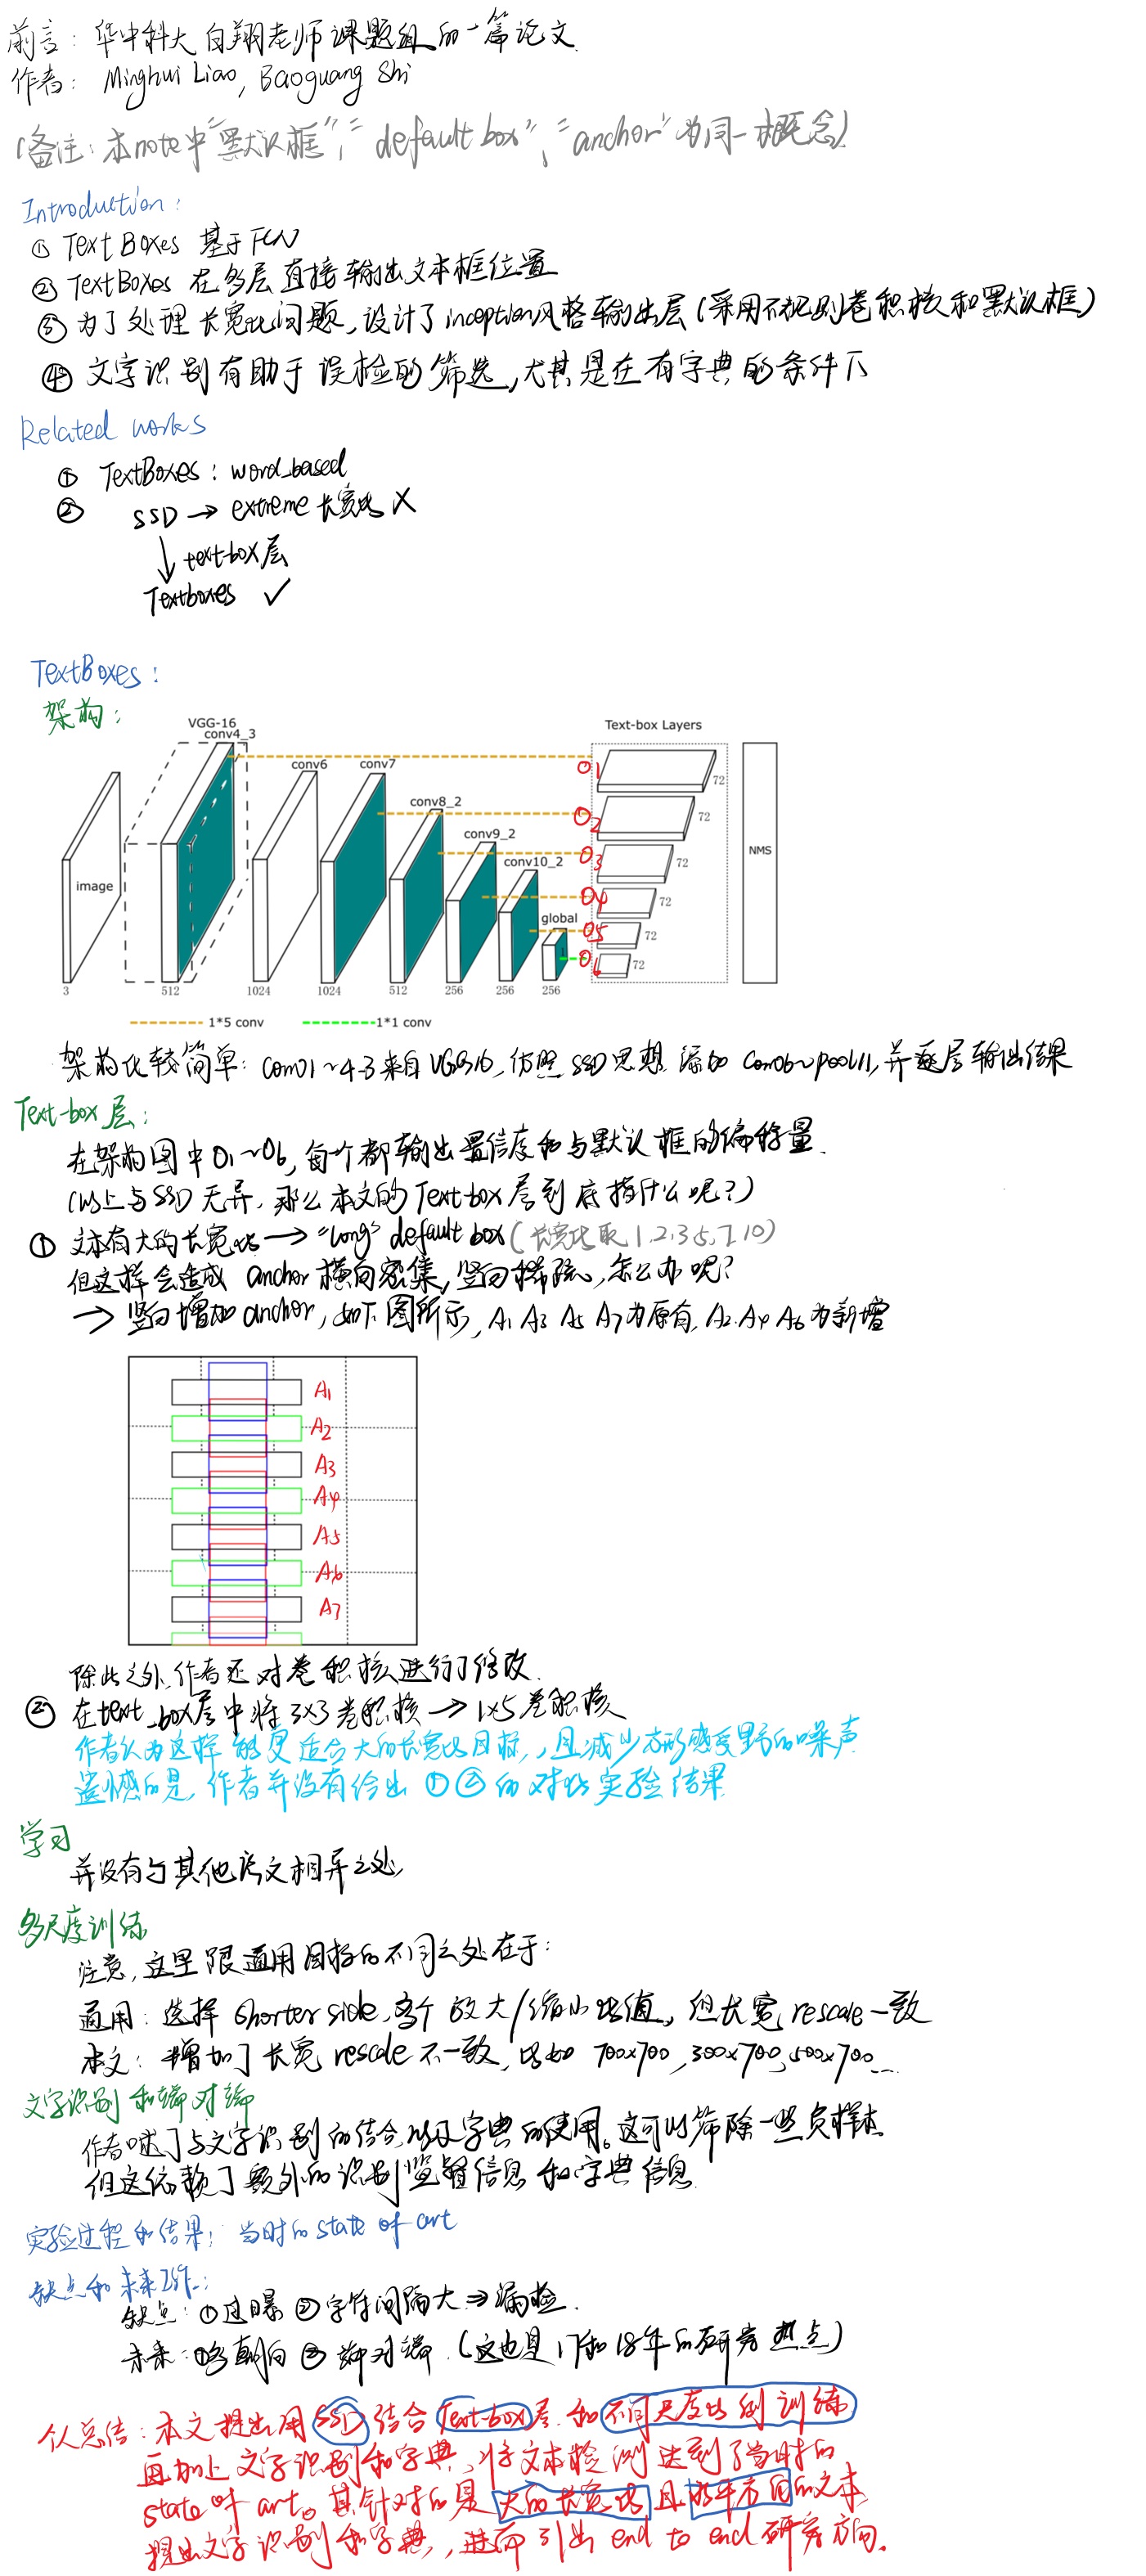 前言：华中科大 白翔老师课题组的一篇论文.
作者： Minghui Liao, Baoguang Shi
(备注：本note中"默认框"，"default box"、"anchor"为同一概念)
Introduction:
① Text Boxes 基于FCN
② TextBoxes 在多层直接输出文本框位置
③ 为了处理长宽比问题，设计了inception风格输出层(采用不规则卷积核和默认框)
④ 文字识别有助于误检的筛选，尤其是在有字典的条件下
Related works
① TextBoxes: word_based
② SSD → extreme 长宽比 X
↓ text-box层
Textboxes ✓
TextBoxes:
架构：
VGG-16
conv4_3
conv6
conv7
conv8_2
conv9_2
conv10_2
global
image
3
512
1024
1024
512
256
256
256
Text-box Layers
O1
O2
O3
O4
O5
O6
72
72
72
72
72
72
NMS
1*5 conv
1*1 conv
架构比较简单：conv1~4-3来自VGG16，仿照SSD思想 添加 conv6~pool11，并逐层输出结果
Text-box层：
在架构图中O1~O6，每个都输出置信度和与默认框的偏移量.
(以上与SSD无异，那么本文的Text-box层到底指什么呢？)
① 文本有大的长宽比→"long" default box(长宽比取1.2.3.5.7.10)
但这样会造成 anchor横向密集，竖向稀疏，怎么办呢？
→ 竖向增加anchor，如下图所示，A1 A3 A5 A7为原有，A2.A4 A6为新增
A1
A2
A3
A4
A5
A6
A7
除此之外，作者还对卷积核进行了修改.
② 在text_box层中将3×3卷积核→1×5卷积核
作者认为这样能更适合大的长宽比目标，且减少方形感受野的噪声
遗憾的是，作者并没有给出①②的对比实验结果
学习
并没有与其他论文相异之处
多尺度训练
注意，这里跟通用目标的不同之处在于：
通用：选择 shorter side，多个放大/缩小比值，但长宽rescale一致
本文：增加了长宽 rescale不一致，比如 700x700，300x700，500x700...
文字识别和端对端
作者阐述了与文字识别的结合，以及字典的使用。这可以筛除一些负样本
但这依赖了额外的识别监督信息和字典信息
实验过程和结果：当时的state of art
缺点和未来工作：
缺点：①过曝 ②字符间隔大⇒漏检.
未来：①多朝向 ②端对端.(这也是17和18年的研究热点)
个人总结：本文提出用SSD结合Text-box层.和不同尺度比例训练
再加上文字识别和字典，将文本检测达到了当时的
state of art。其针对的是大的长宽比且水平方向的文本
提出文字识别和字典，进而引出end to end研究方向.